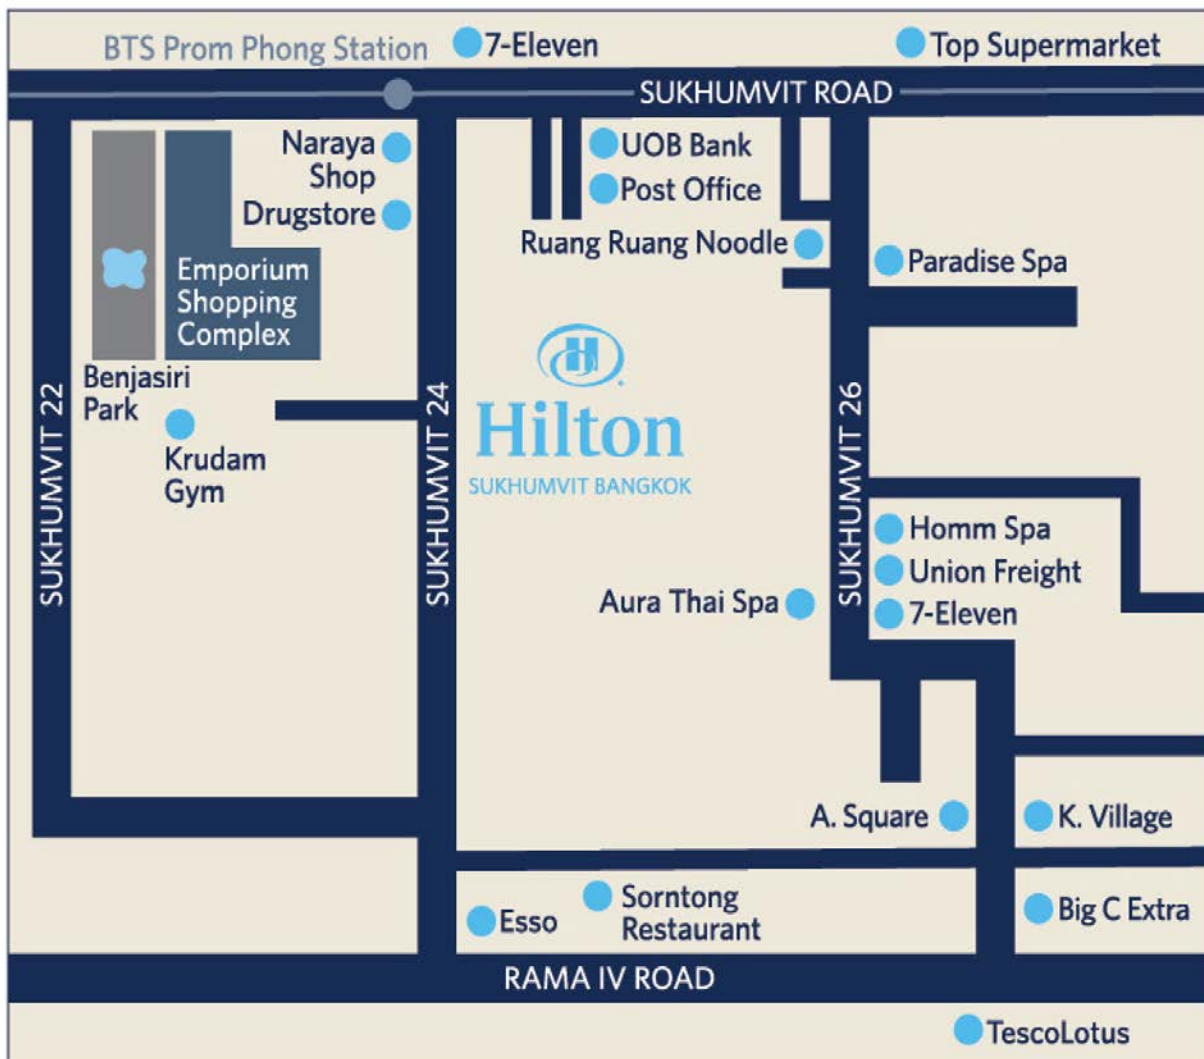 BTS Prom Phong Station
7-Eleven
Top Supermarket
SUKHUMVIT ROAD
Naraya
Shop
Drugstore
UOB Bank
Post Office
Ruang Ruang Noodle
Paradise Spa
Emporium
Shopping
Complex
Benjasiri
Park
Krudam
Gym
SUKHUMVIT 22
SUKHUMVIT 24
H
Hilton
SUKHUMVIT BANGKOK
SUKHUMVIT 26
Homm Spa
Union Freight
7-Eleven
Aura Thai Spa
A. Square
K. Village
Esso
Sorntong
Restaurant
Big C Extra
RAMA IV ROAD
TescoLotus